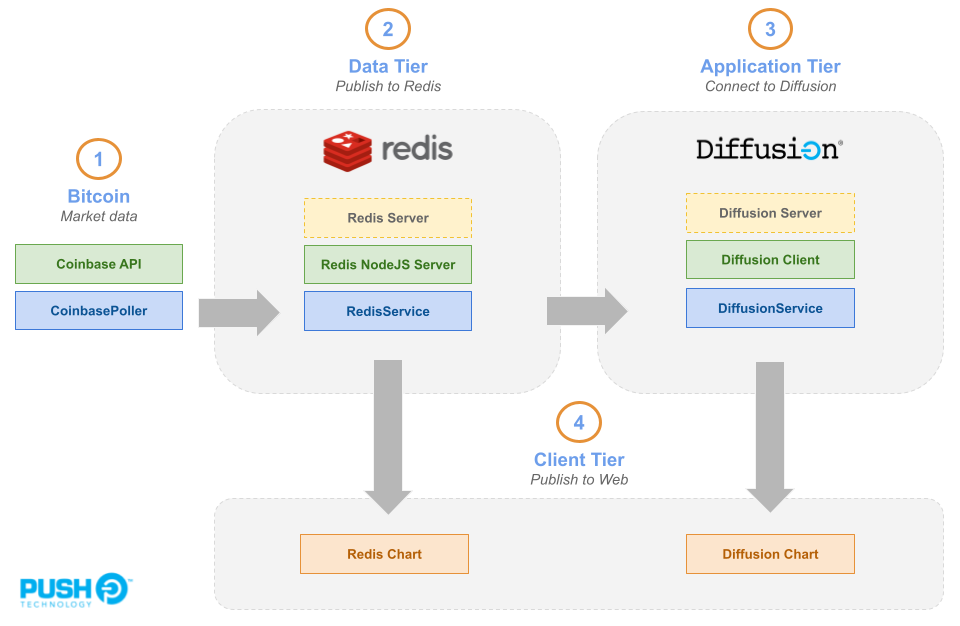 1
Bitcoin
Market data
Coinbase API
CoinbasePoller
2
Data Tier
Publish to Redis
redis
Redis Server
Redis NodeJS Server
RedisService
3
Application Tier
Connect to Diffusion
Diffusion®
Diffusion Server
Diffusion Client
DiffusionService
4
Client Tier
Publish to Web
Redis Chart
Diffusion Chart
PUSH ™
TECHNOLOGY